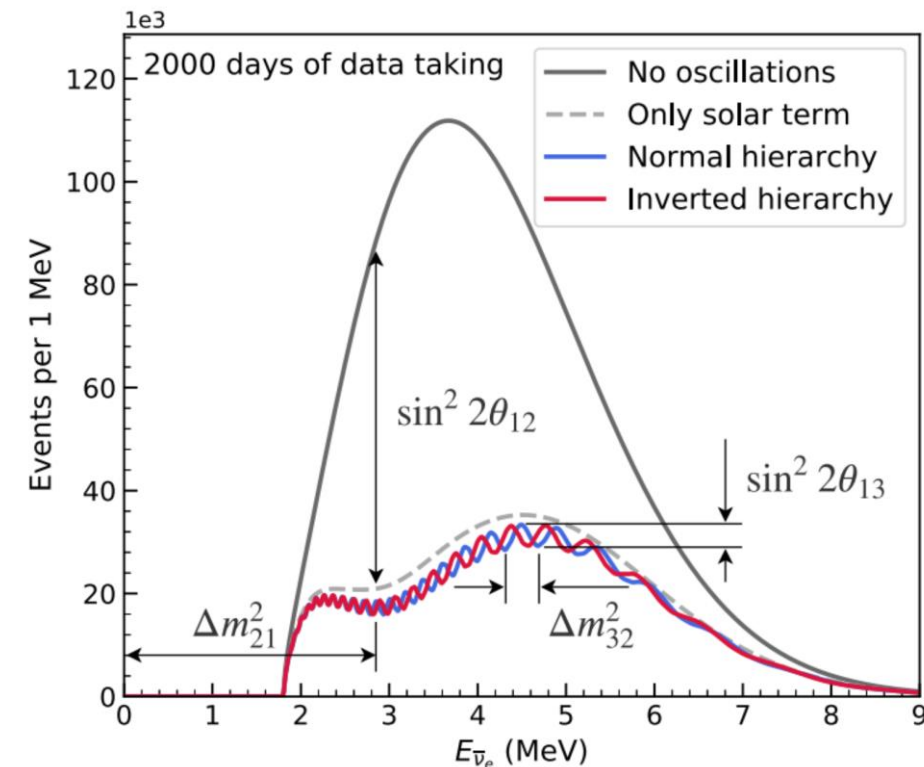 1e3
2000 days of data taking
No oscillations
Only solar term
Normal hierarchy
Inverted hierarchy
Events per 1 MeV
120
100
80
60
40
20
0
sin² 2θ₁₂
sin² 2θ₁₃
Δm²₂₁
Δm²₃₂
0 1 2 3 4 5 6 7 8 9
E_ν̅ₑ (MeV)